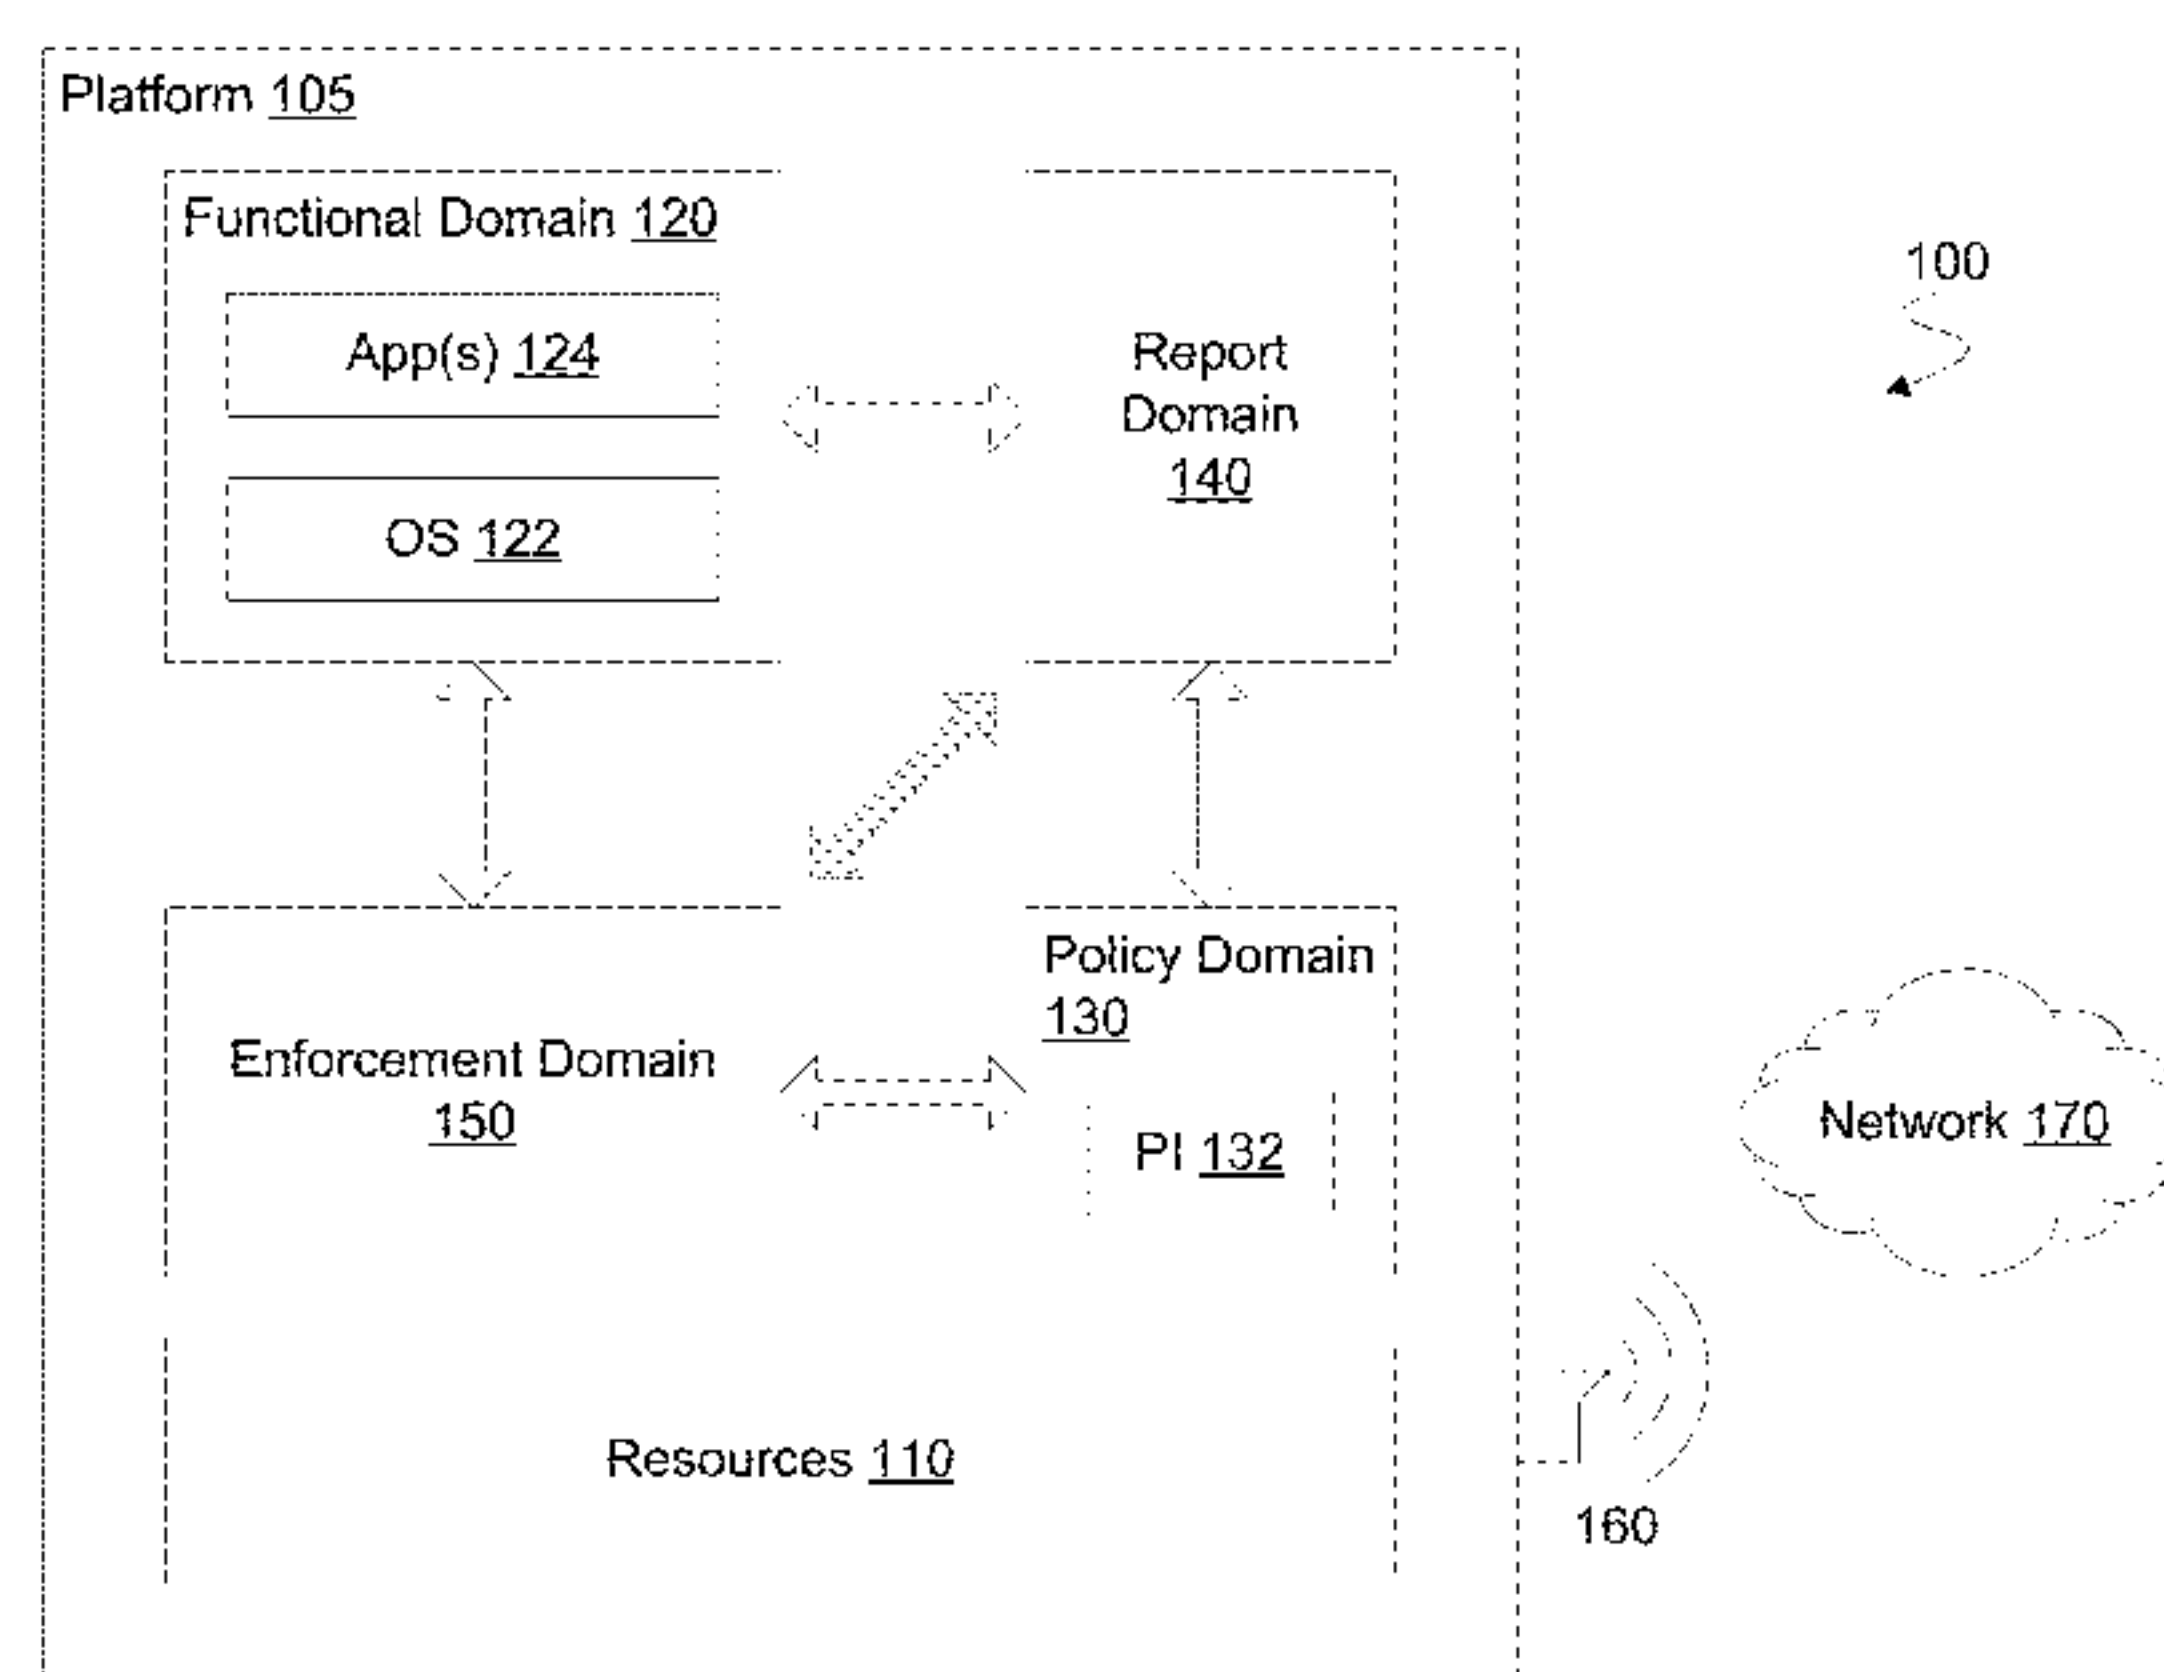 Platform 105
Functional Domain 120
App(s) 124
OS 122
Report
Domain
140
100
Enforcement Domain
150
Policy Domain
130
PI 132
Network 170
Resources 110
160